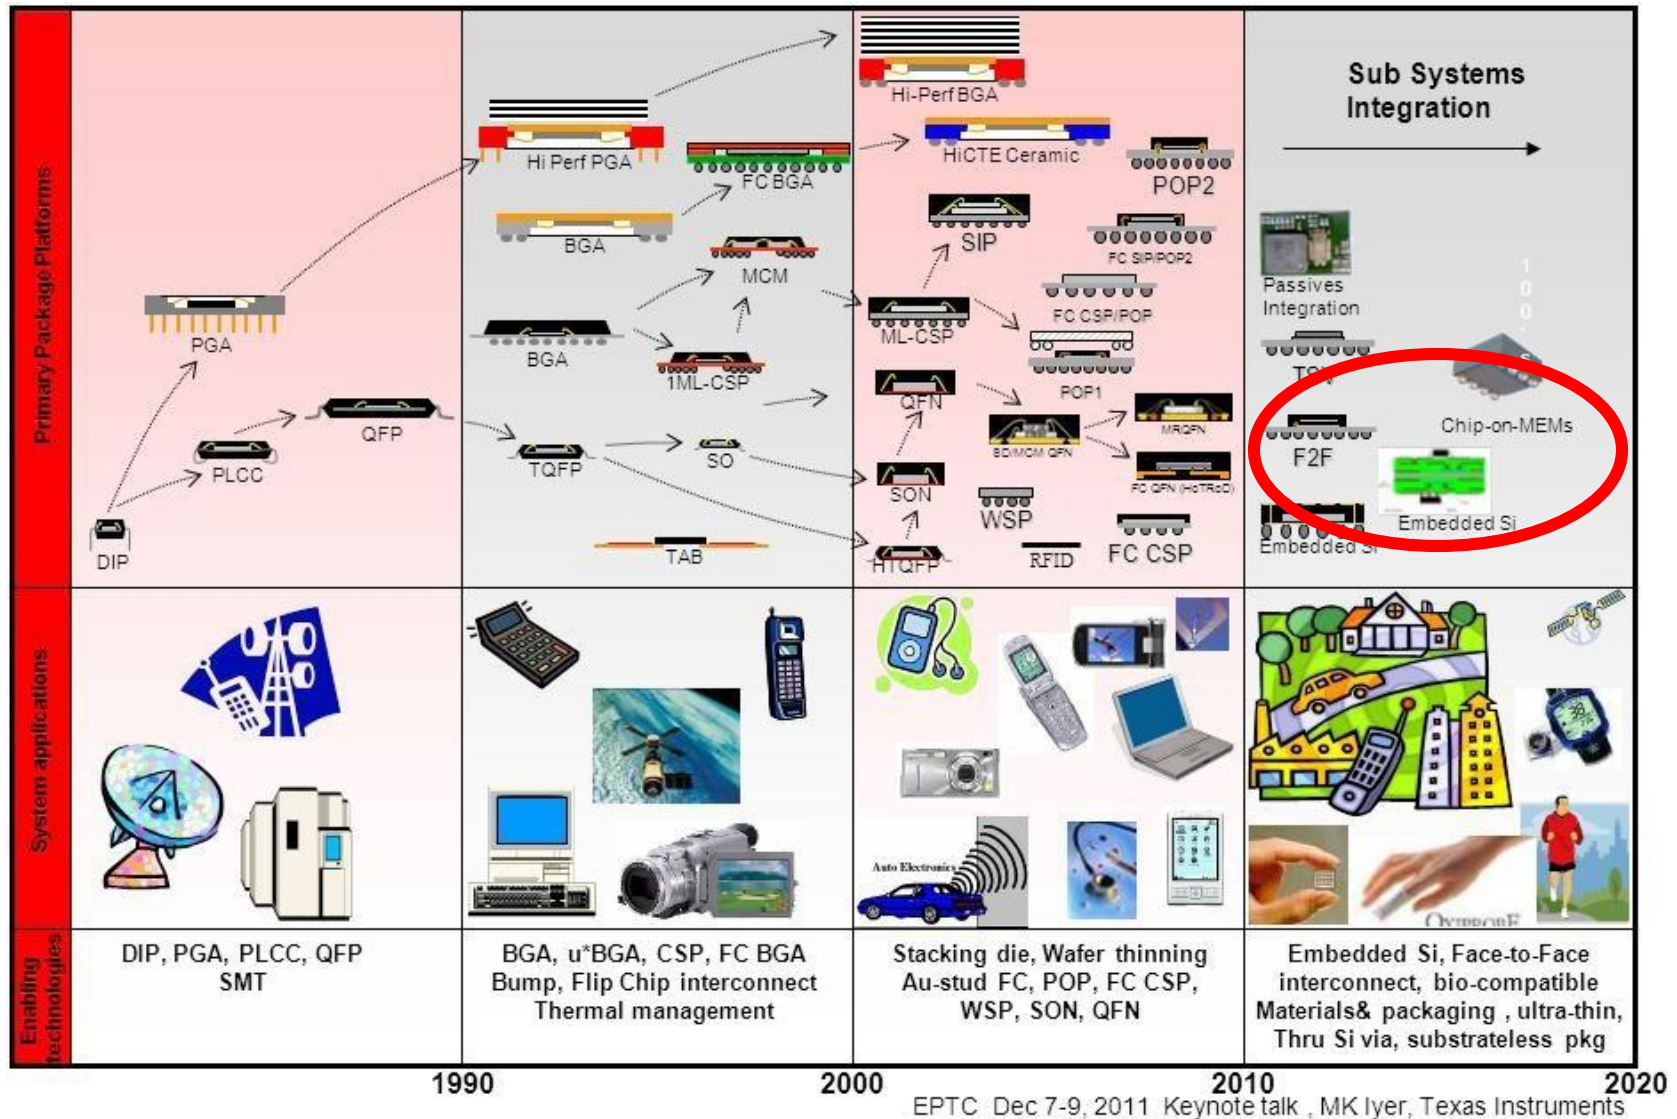 Primary Package Platforms
Hi Perf PGA
FC BGA
BGA
MCM
BGA
1ML-CSP
PGA
QFP
PLCC
DIP
TQFP
SO
TAB
Hi-Perf BGA
HiCTE Ceramic
POP2
SIP
FC SIP/POP2
FC CSP/POP
ML-CSP
POP1
QFN
SD/MCM QFN
MRQFN
FC QFN (HoTRoD)
SON
WSP
HTQFP
RFID
FC CSP
Sub Systems
Integration
Passives
Integration
TSV
Chip-on-MEMs
F2F
Embedded Si
Embedded Si
System applications
Auto Electronics
Enabling
technologies
DIP, PGA, PLCC, QFP
SMT
BGA, u*BGA, CSP, FC BGA
Bump, Flip Chip interconnect
Thermal management
Stacking die, Wafer thinning
Au-stud FC, POP, FC CSP,
WSP, SON, QFN
Embedded Si, Face-to-Face
interconnect, bio-compatible
Materials& packaging , ultra-thin,
Thru Si via, substrateless pkg
1990
2000
2010
2020
EPTC Dec 7-9, 2011 Keynote talk , MK Iyer, Texas Instruments